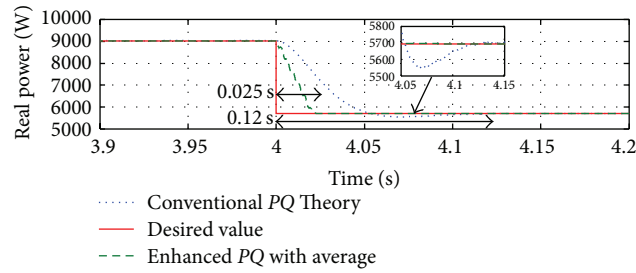 Real power (W)
10000
9000
8000
7000
6000
5000
3.9
3.95
4
4.05
4.1
4.15
4.2
Time (s)
0.025 s
0.12 s
5800
5700
5600
5500
4.05
4.1
4.15
Conventional PQ Theory
Desired value
Enhanced PQ with average